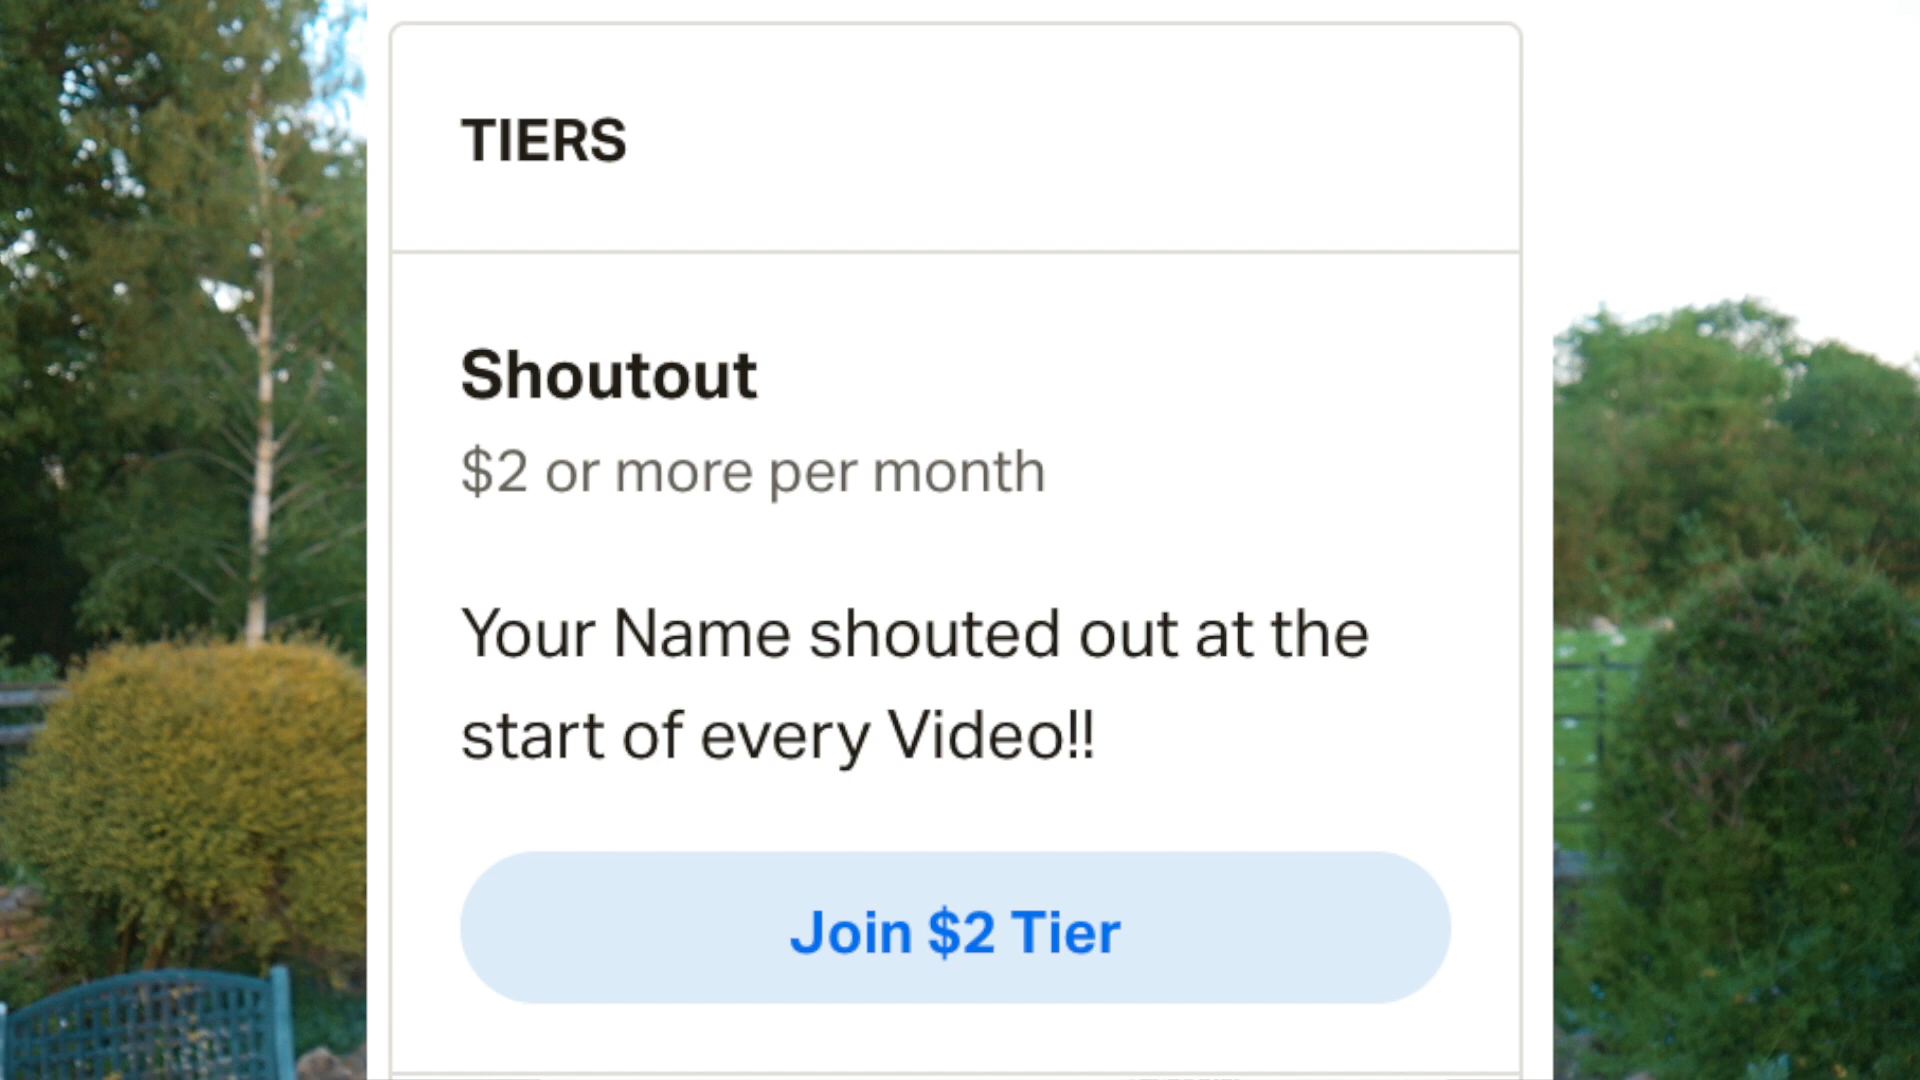 TIERS
Shoutout
$2 or more per month
Your Name shouted out at the
start of every Video!!
Join $2 Tier